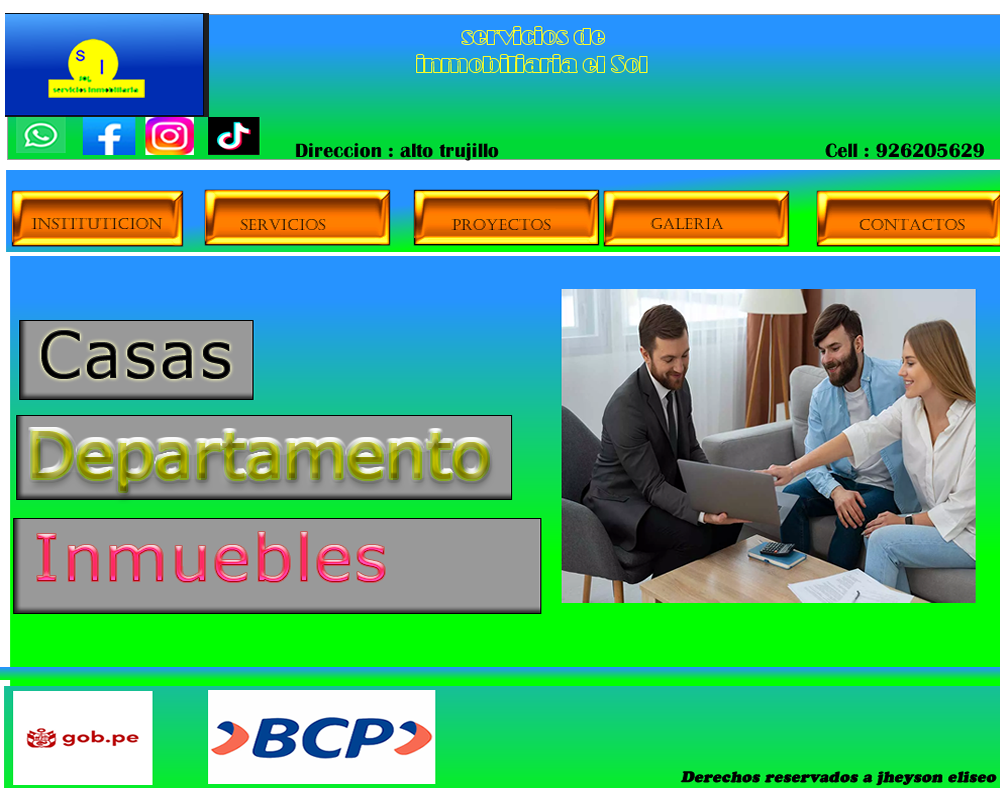 S I
SOL
servicios inmobiliaria
servicios de
inmobiliaria el Sol
Direccion : alto trujillo
Cell : 926205629
INSTITUTICION
SERVICIOS
PROYECTOS
GALERIA
CONTACTOS
Casas
Departamento
Inmuebles
gob.pe
BCP
Derechos reservados a jheyson eliseo